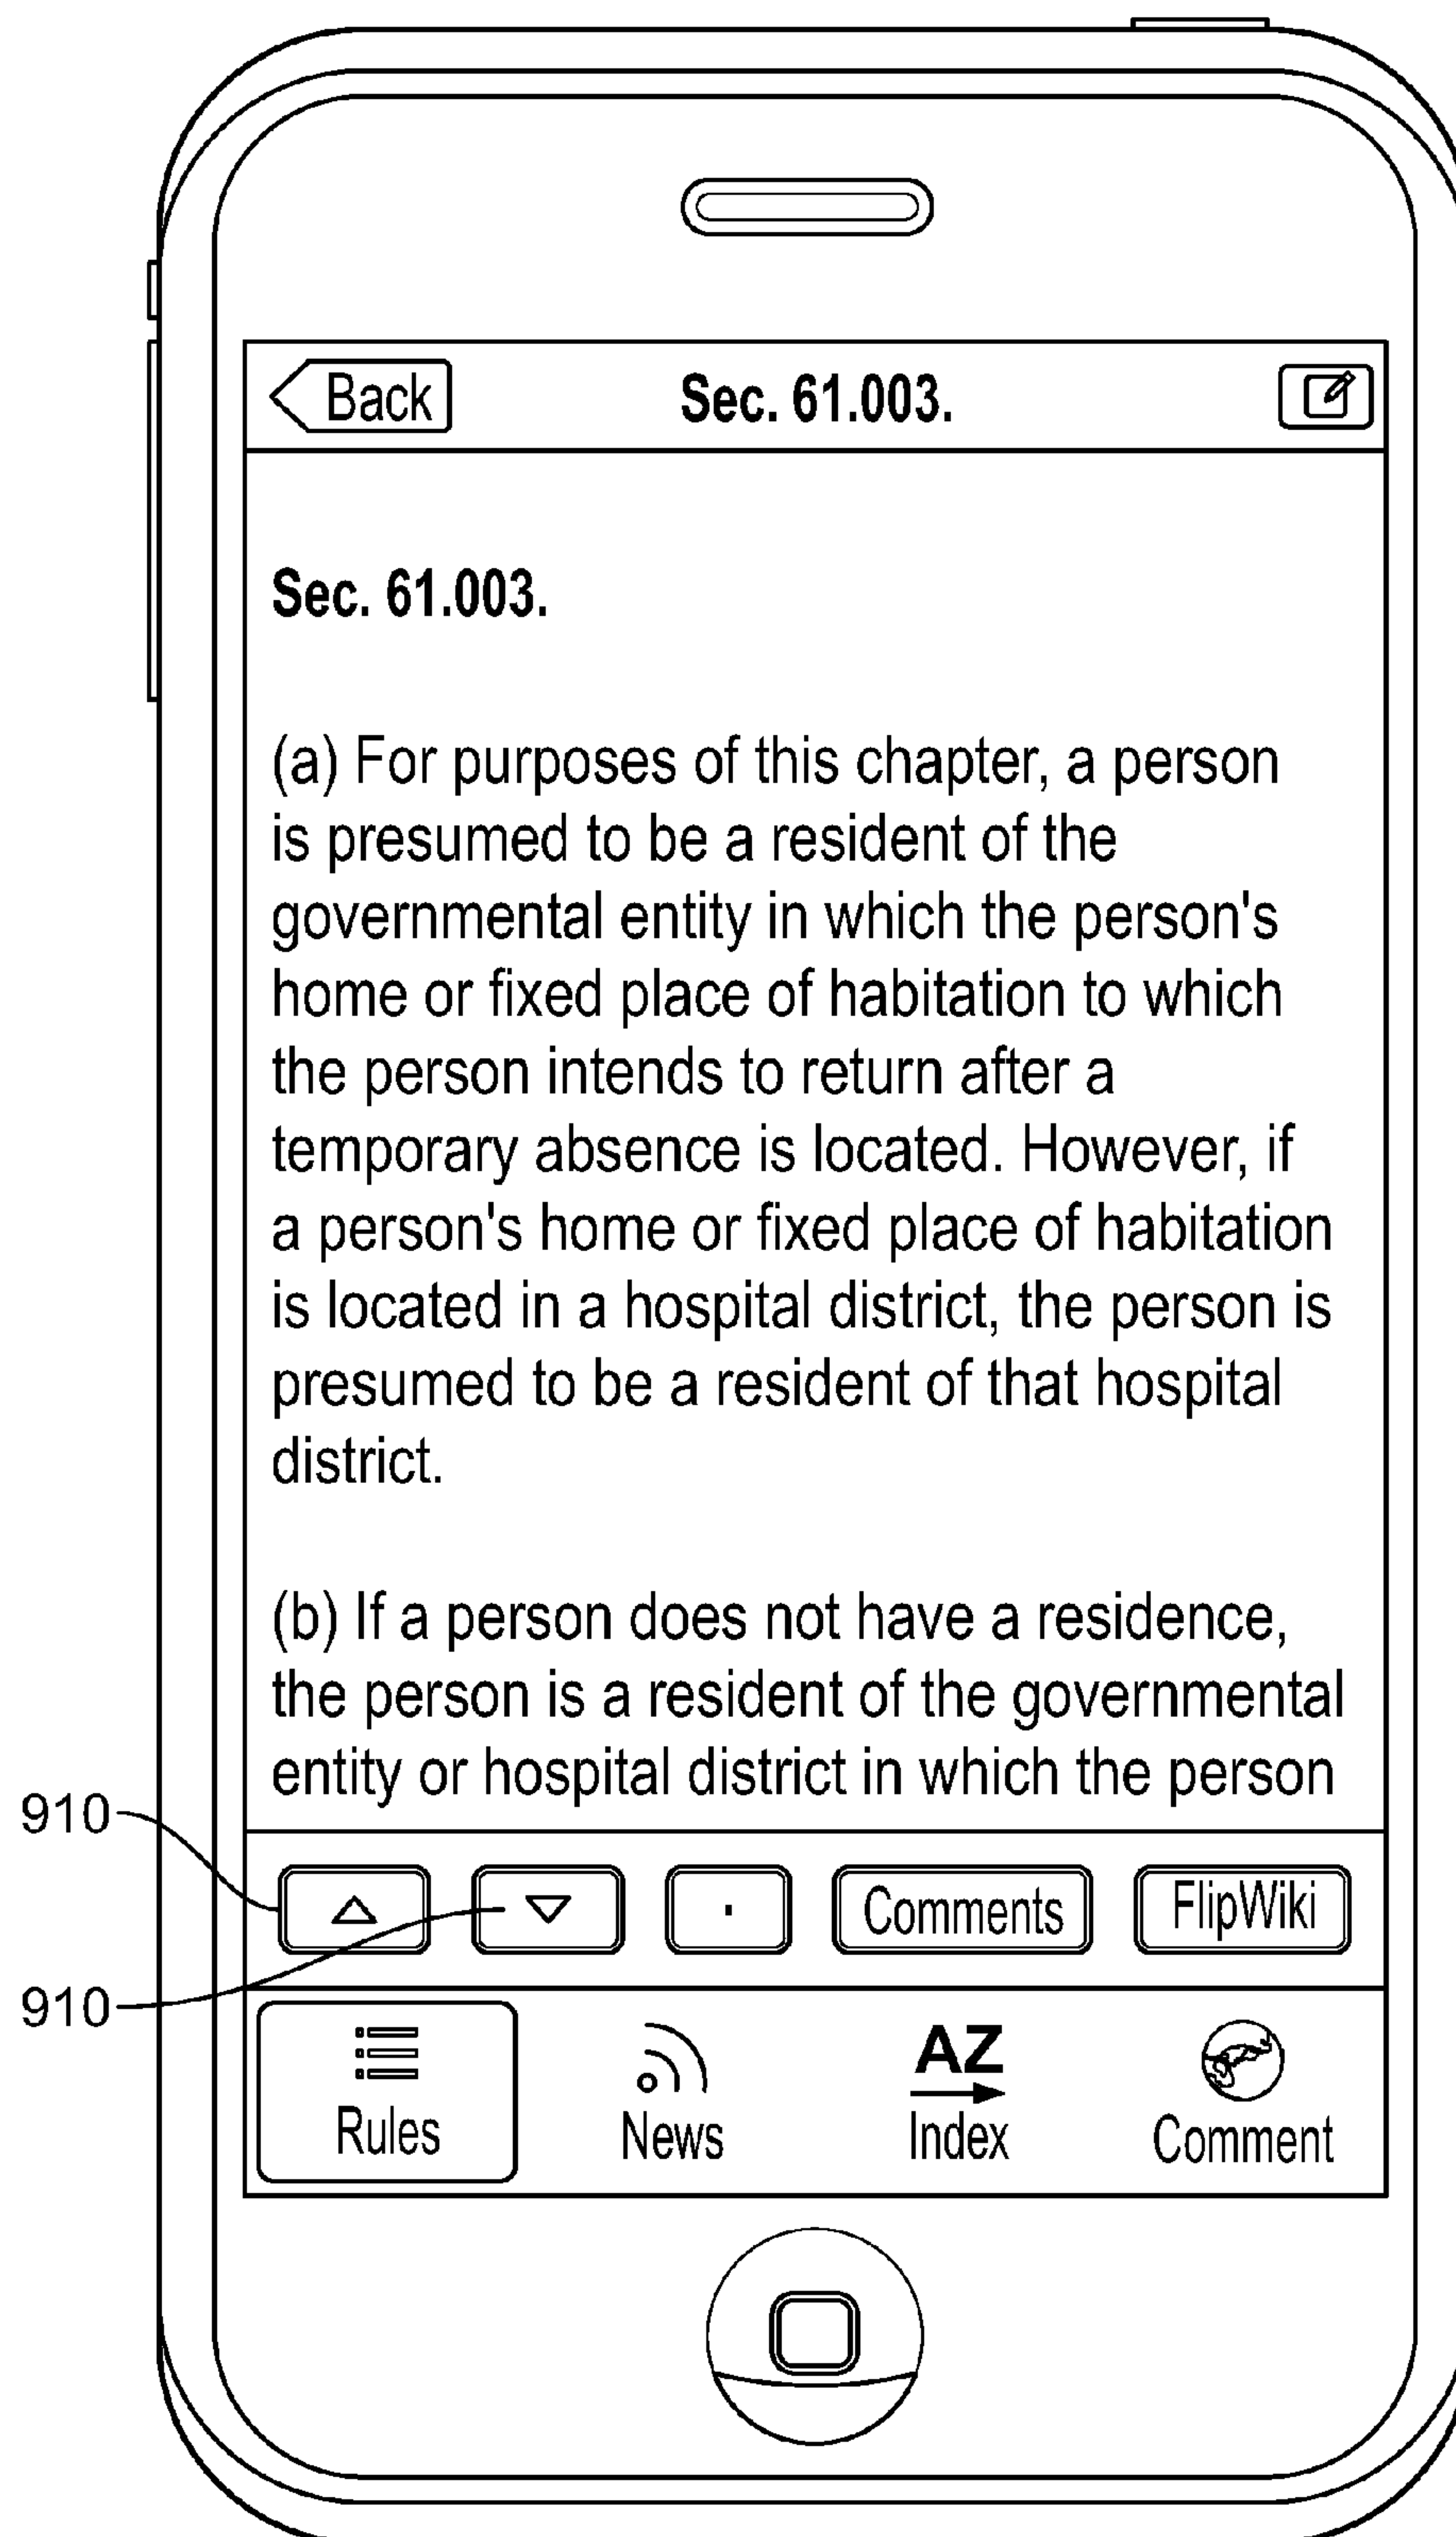 Back
Sec. 61.003.
Sec. 61.003.
(a) For purposes of this chapter, a person
is presumed to be a resident of the
governmental entity in which the person's
home or fixed place of habitation to which
the person intends to return after a
temporary absence is located. However, if
a person's home or fixed place of habitation
is located in a hospital district, the person is
presumed to be a resident of that hospital
district.
(b) If a person does not have a residence,
the person is a resident of the governmental
entity or hospital district in which the person
910
Comments
FlipWiki
910
Rules
News
AZ
Index
Comment